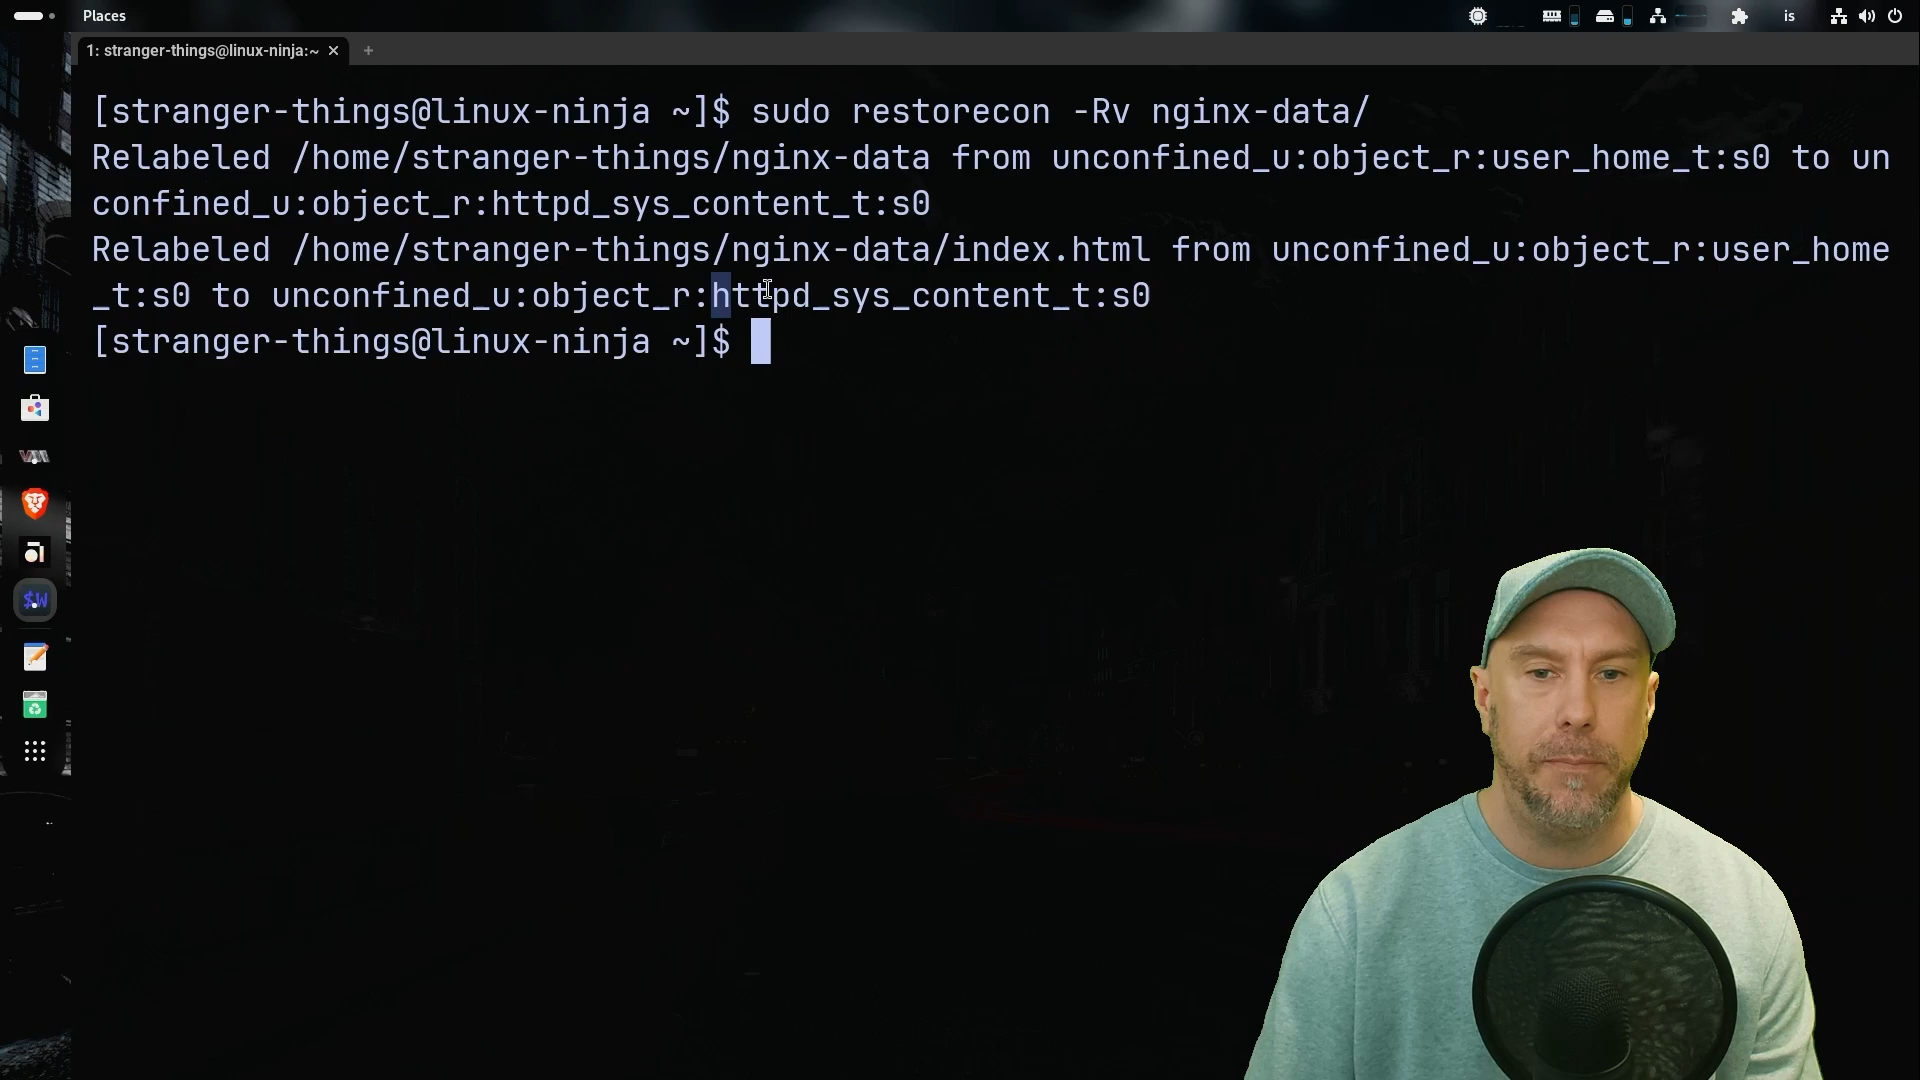 Places
is
1: stranger-things@linux-ninja:~ × +
[stranger-things@linux-ninja ~]$ sudo restorecon -Rv nginx-data/
Relabeled /home/stranger-things/nginx-data from unconfined_u:object_r:user_home_t:s0 to un
confined_u:object_r:httpd_sys_content_t:s0
Relabeled /home/stranger-things/nginx-data/index.html from unconfined_u:object_r:user_home
_t:s0 to unconfined_u:object_r:httpd_sys_content_t:s0
[stranger-things@linux-ninja ~]$
$W